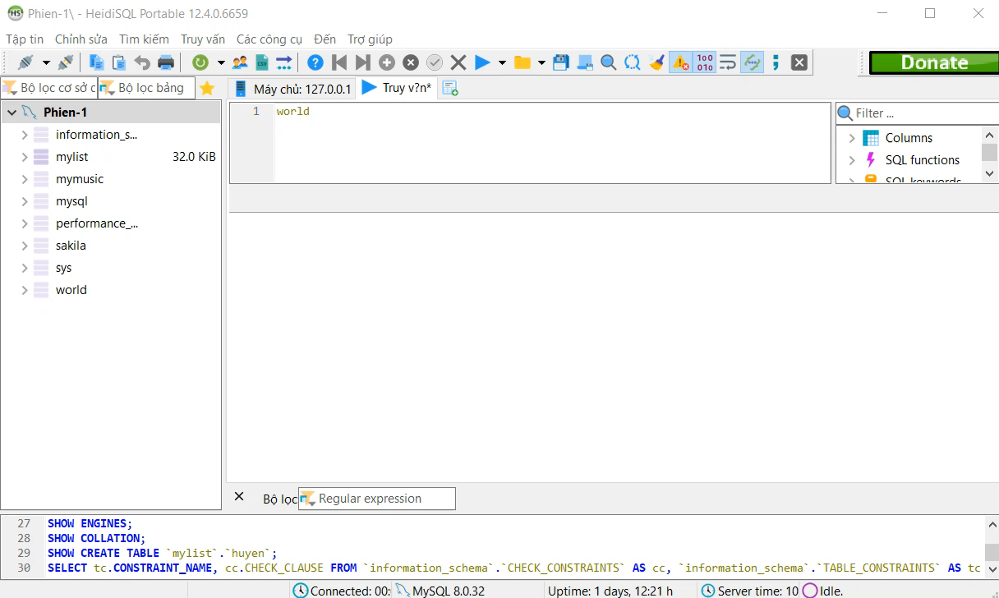 Phien-1\ - HeidiSQL Portable 12.4.0.6659
Tập tin Chỉnh sửa Tìm kiếm Truy vấn Các công cụ Đến Trợ giúp
Donate
Bộ lọc cơ sở c Bộ lọc bảng
Máy chủ: 127.0.0.1 Truy v?n*
Phien-1
information_s...
mylist 32.0 KiB
mymusic
mysql
performance_...
sakila
sys
world
1 world
Filter ...
Columns
SQL functions
SQL keywords
Bộ lọc Regular expression
27 SHOW ENGINES;
28 SHOW COLLATION;
29 SHOW CREATE TABLE `mylist`.`huyen`;
30 SELECT tc.CONSTRAINT_NAME, cc.CHECK_CLAUSE FROM `information_schema`.`CHECK_CONSTRAINTS` AS cc, `information_schema`.`TABLE_CONSTRAINTS` AS tc
Connected: 00: MySQL 8.0.32 Uptime: 1 days, 12:21 h Server time: 10 Idle.